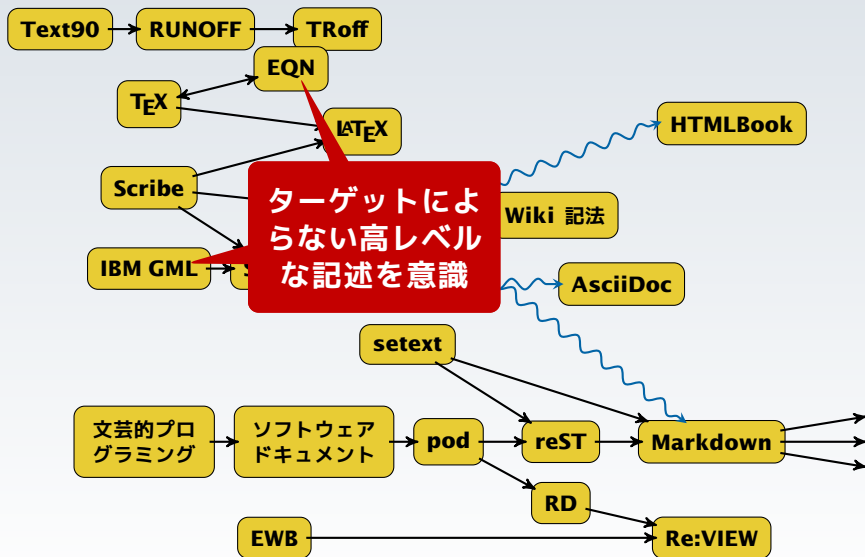 Text90
RUNOFF
TRoff
EQN
TEX
LATEX
HTMLBook
Scribe
ターゲットによ
らない高レベル
な記述を意識
Wiki 記法
IBM GML
AsciiDoc
setext
文芸的プロ
グラミング
ソフトウェア
ドキュメント
pod
reST
Markdown
RD
EWB
Re:VIEW